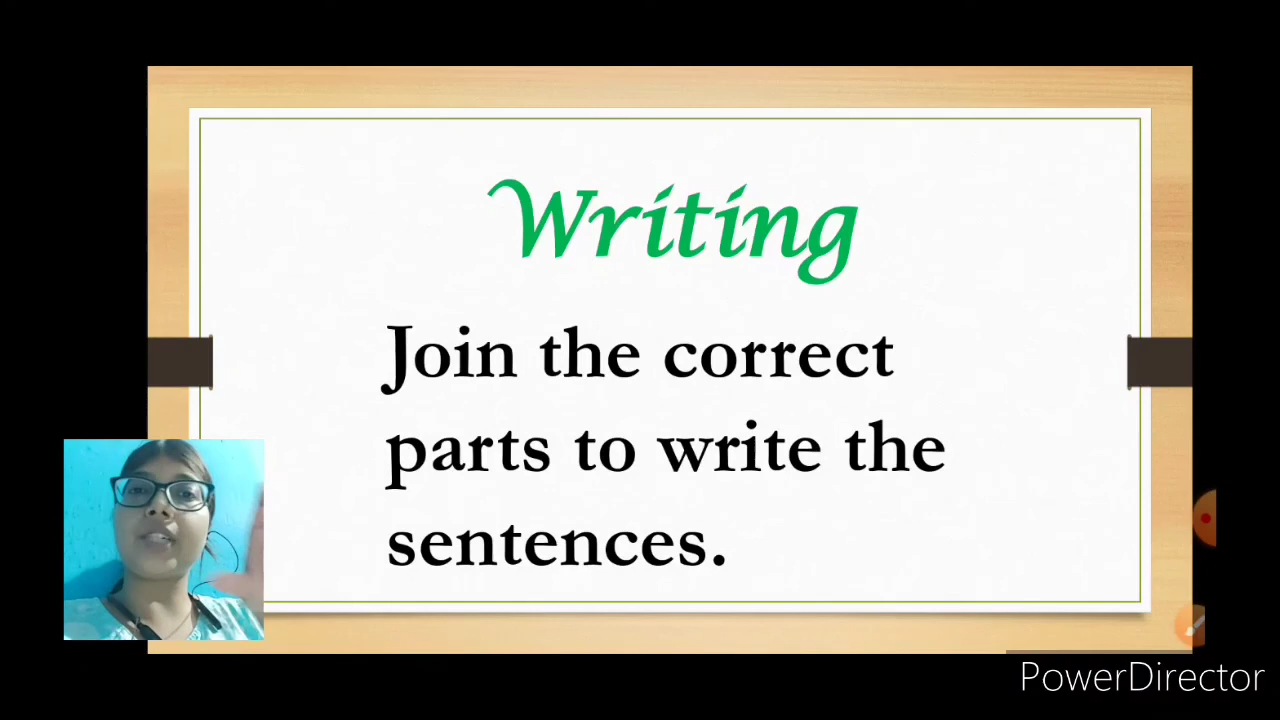 Writing
Join the correct
parts to write the
sentences.
PowerDirector